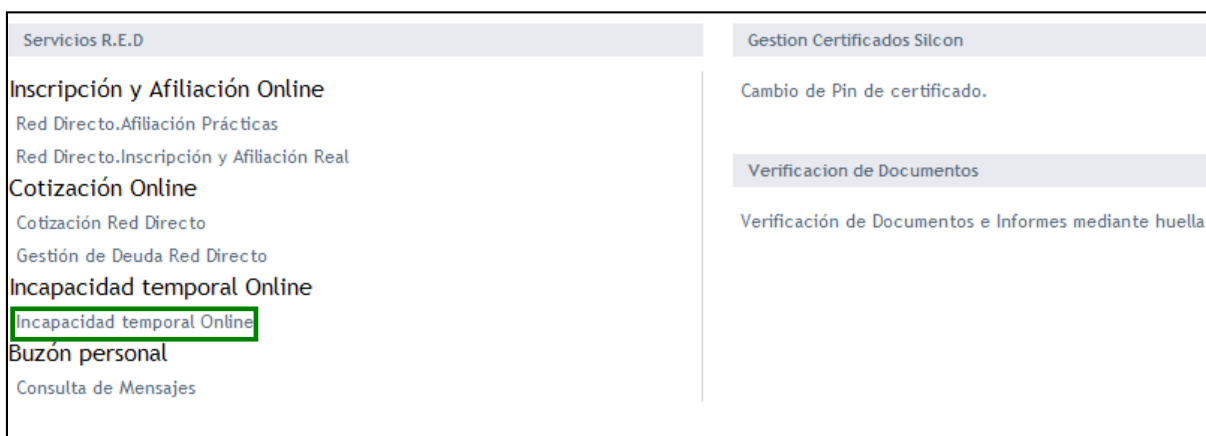 Servicios R.E.D
Inscripción y Afiliación Online
Red Directo.Afiliación Prácticas
Red Directo.Inscripción y Afiliación Real
Cotización Online
Cotización Red Directo
Gestión de Deuda Red Directo
Incapacidad temporal Online
Incapacidad temporal Online
Buzón personal
Consulta de Mensajes
Gestion Certificados Silcon
Cambio de Pin de certificado.
Verificacion de Documentos
Verificación de Documentos e Informes mediante huella